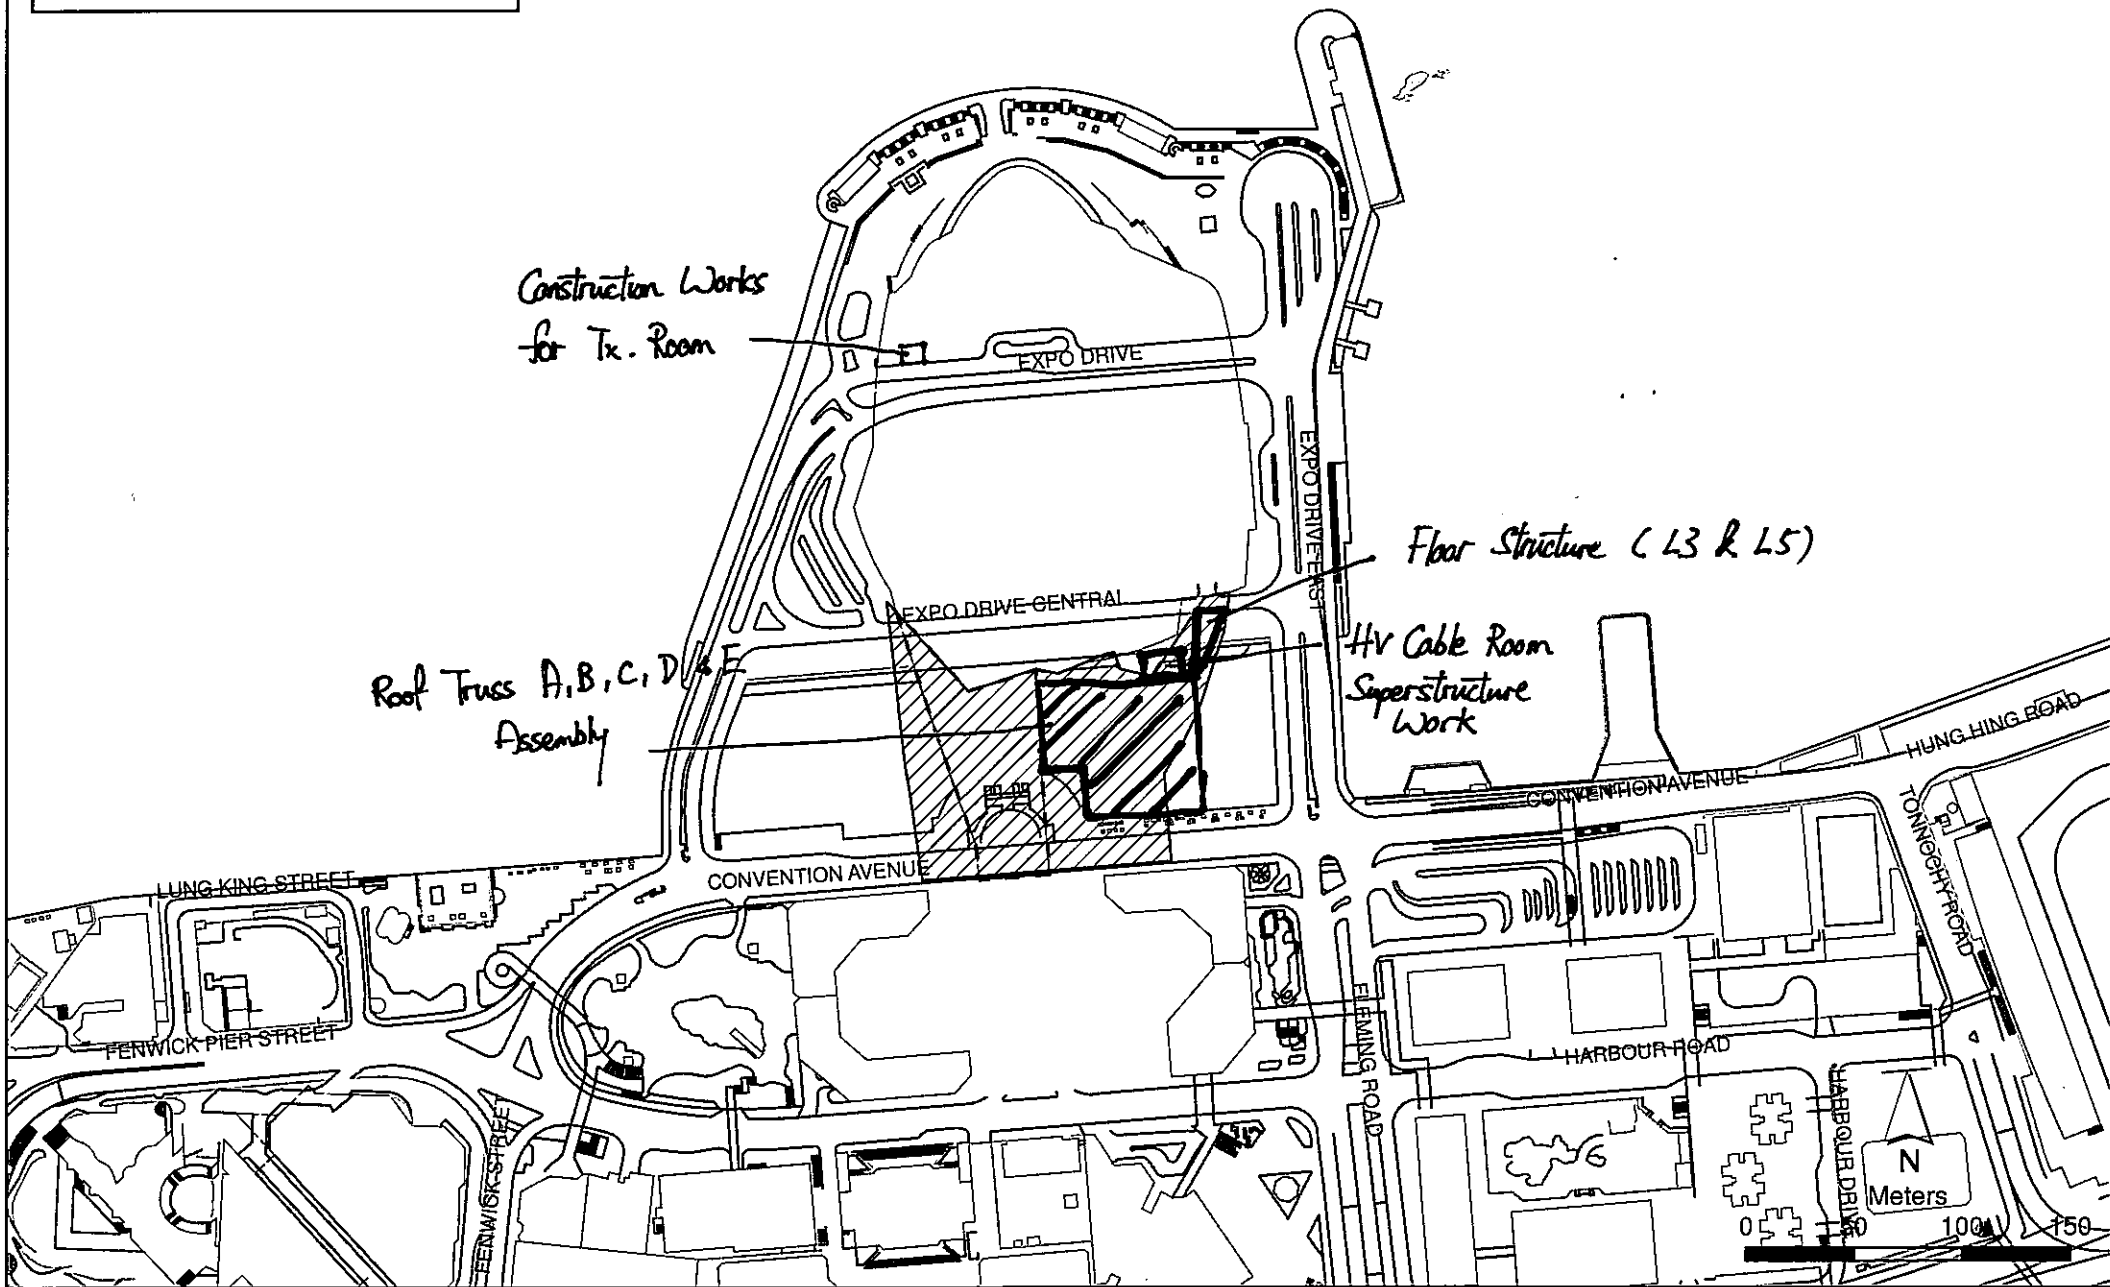 Construction Works
for Tx. Room
EXPO DRIVE
EXPO DRIVE EAST
Floor Structure (L3 & L5)
EXPO DRIVE CENTRAL
HV Cable Room
Superstructure
Work
Roof Truss A, B, C, D & E
Assembly
HUNG HING ROAD
CONVENTION AVENUE
TONNOCHY ROAD
CONVENTION AVENUE
LUNG KING STREET
FENWICK PIER STREET
FLEMING ROAD
HARBOUR ROAD
HARBOUR DRIVE
FENWICK STREET
N
Meters
0 50 100 150